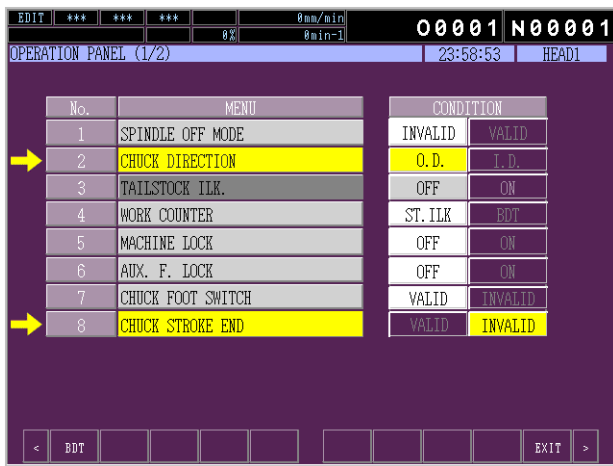 EDIT *** *** *** 0mm/min
0% 0min-1 O0001 N00001
OPERATION PANEL (1/2) 23:58:53 HEAD1
No. MENU CONDITION
1 SPINDLE OFF MODE INVALID VALID
2 CHUCK DIRECTION O.D. I.D.
3 TAILSTOCK ILK. OFF ON
4 WORK COUNTER ST.ILK BDT
5 MACHINE LOCK OFF ON
6 AUX. F. LOCK OFF ON
7 CHUCK FOOT SWITCH VALID INVALID
8 CHUCK STROKE END VALID INVALID
< BDT EXIT >